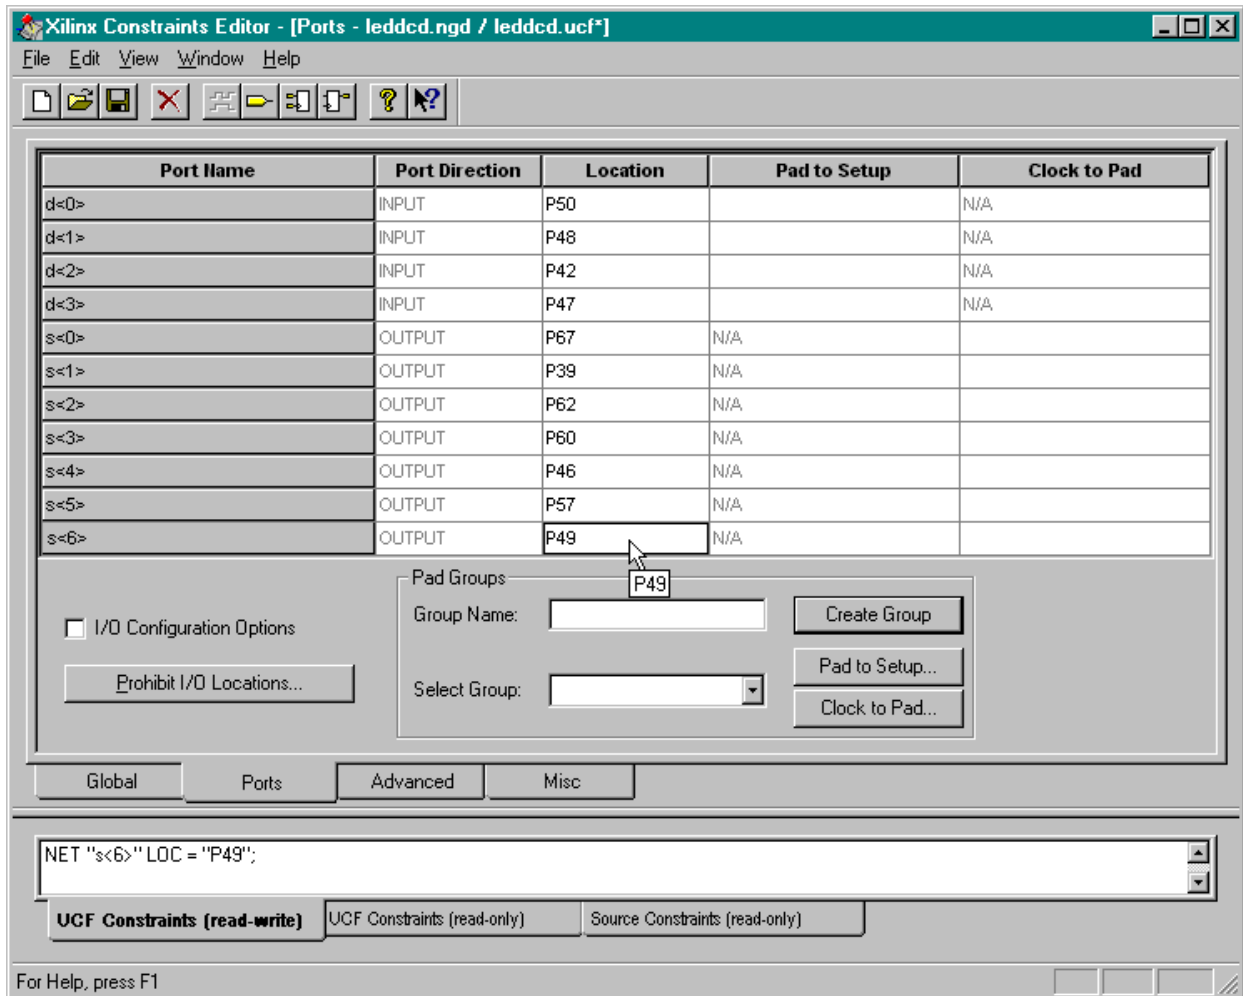 Xilinx Constraints Editor - [Ports - leddcd.ngd / leddcd.ucf*]
File Edit View Window Help
Port Name Port Direction Location Pad to Setup Clock to Pad
d<0> INPUT P50 N/A
d<1> INPUT P48 N/A
d<2> INPUT P42 N/A
d<3> INPUT P47 N/A
s<0> OUTPUT P67 N/A
s<1> OUTPUT P39 N/A
s<2> OUTPUT P62 N/A
s<3> OUTPUT P60 N/A
s<4> OUTPUT P46 N/A
s<5> OUTPUT P57 N/A
s<6> OUTPUT P49 N/A
P49
Pad Groups
I/O Configuration Options
Prohibit I/O Locations...
Group Name:
Create Group
Select Group:
Pad to Setup...
Clock to Pad...
Global Ports Advanced Misc
NET "s<6>" LOC = "P49";
UCF Constraints (read-write) UCF Constraints (read-only) Source Constraints (read-only)
For Help, press F1